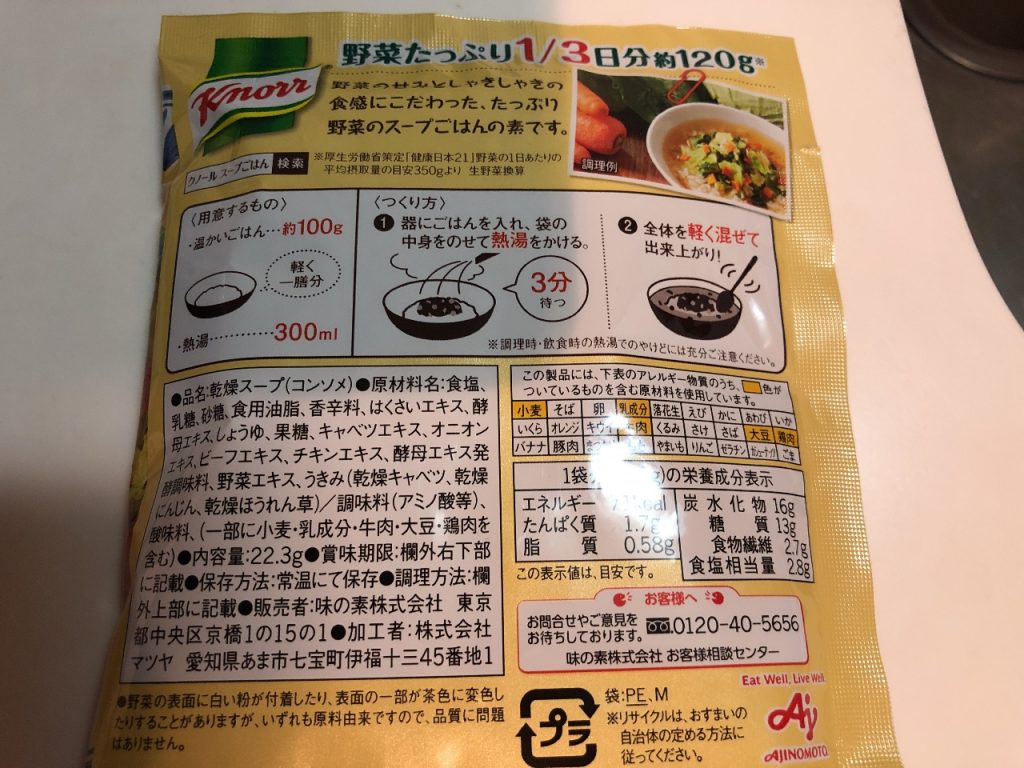 野菜たっぷり1/3日分約120g※
Knorr
野菜の甘みとしゃきしゃきの
食感にこだわった、たっぷり
野菜のスープごはんの素です。
調理例
クノール スープごはん 検索
※厚生労働省策定「健康日本21」野菜の1日あたりの
平均摂取量の目安350gより 生野菜換算
〈用意するもの〉
・温かいごはん…約100g
軽く
一膳分
・熱湯………300ml
〈つくり方〉
❶ 器にごはんを入れ、袋の
中身をのせて熱湯をかける。
3分
待つ
❷ 全体を軽く混ぜて
出来上がり!
※調理時・飲食時の熱湯でのやけどには充分ご注意ください。
●品名:乾燥スープ(コンソメ)●原材料名:食塩、
乳糖、砂糖、食用油脂、香辛料、はくさいエキス、酵
母エキス、しょうゆ、果糖、キャベツエキス、オニオン
エキス、ビーフエキス、チキンエキス、酵母エキス発
酵調味料、野菜エキス、うきみ(乾燥キャベツ、乾燥
にんじん、乾燥ほうれん草)/調味料(アミノ酸等)、
酸味料、(一部に小麦・乳成分・牛肉・大豆・鶏肉を
含む)●内容量:22.3g●賞味期限:欄外右下部
に記載●保存方法:常温にて保存●調理方法:欄
外上部に記載●販売者:味の素株式会社 東京
都中央区京橋1の15の1●加工者:株式会社
マツヤ 愛知県あま市七宝町伊福十三45番地1
●野菜の表面に白い粉が付着したり、表面の一部が茶色に変色し
たりすることがありますが、いずれも原料由来ですので、品質に問題
はありません。
この製品には、下表のアレルギー物質のうち、色が
ついているものを含む原材料を使用しています。
小麦 そば 卵 乳成分 落花生 えび かに あわび いか
いくら オレンジ キウイ 牛肉 くるみ さけ さば 大豆 鶏肉
バナナ 豚肉 やまいも りんご ゼラチン カシューナッツ ごま
1袋 の栄養成分表示
エネルギー kcal
たんぱく質 1.7g
脂質 0.58g
炭水化物 16g
糖質 13g
食物繊維 2.7g
食塩相当量 2.8g
この表示値は、目安です。
お客様へ
お問合せやご意見を
お待ちしております。
0120-40-5656
味の素株式会社 お客様相談センター
プラ
袋:PE、M
※リサイクルは、おすまいの
自治体の定める方法に
従ってください。
Eat Well, Live Well.
Aj
AJINOMOTO